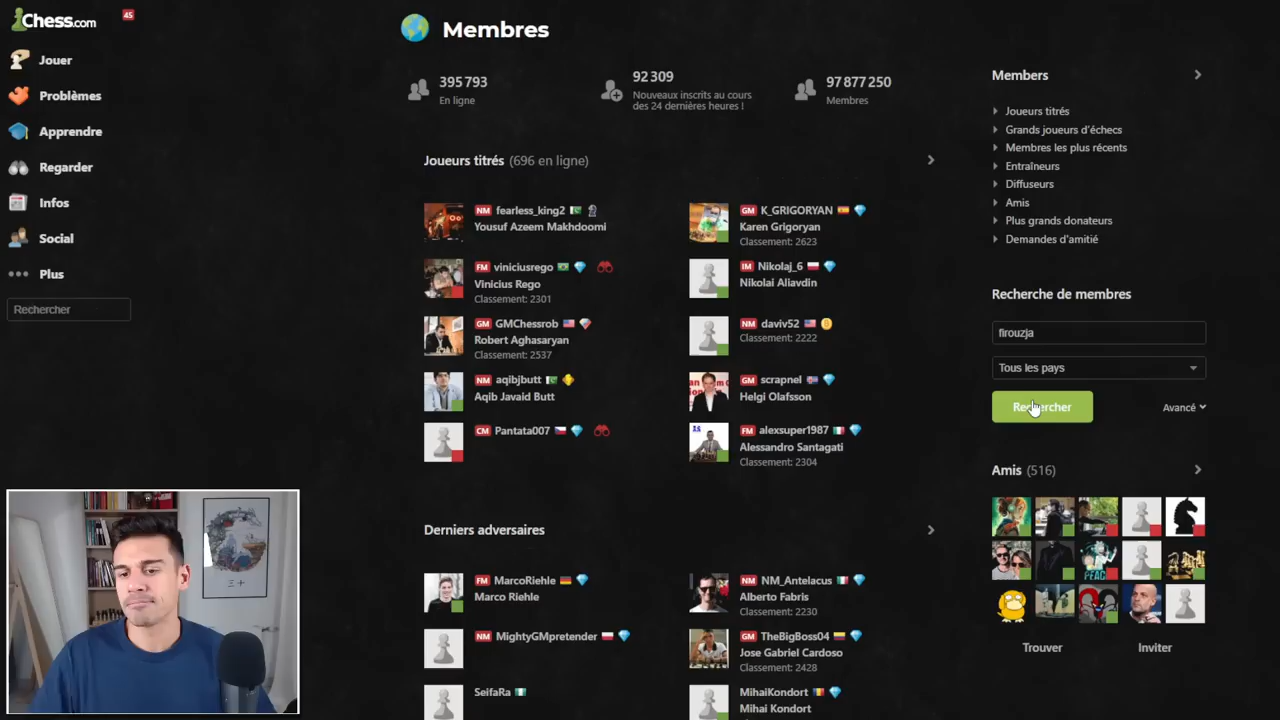 Chess.com
45
Jouer
Problèmes
Apprendre
Regarder
Infos
Social
Plus
Rechercher
Membres
395 793
En ligne
92 309
Nouveaux inscrits au cours
des 24 dernières heures !
97 877 250
Membres
Joueurs titrés (696 en ligne)
NM fearless_king2
Yousuf Azeem Makhdoomi
GM K_GRIGORYAN
Karen Grigoryan
Classement: 2623
FM viniciusrego
Vinicius Rego
Classement: 2301
IM Nikolaj_6
Nikolai Aliavdin
GM GMChessrob
Robert Aghasaryan
Classement: 2537
NM daviv52
Classement: 2222
NM aqibjbutt
Aqib Javaid Butt
GM scrapnel
Helgi Olafsson
CM Pantata007
FM alexsuper1987
Alessandro Santagati
Classement: 2304
Derniers adversaires
FM MarcoRiehle
Marco Riehle
NM NM_Antelacus
Alberto Fabris
Classement: 2230
NM MightyGMpretender
GM TheBigBoss04
Jose Gabriel Cardoso
Classement: 2428
SeifaRa
MihaiKondort
Mihai Kondort
Members
Joueurs titrés
Grands joueurs d'échecs
Membres les plus récents
Entraîneurs
Diffuseurs
Amis
Plus grands donateurs
Demandes d'amitié
Recherche de membres
firouzja
Tous les pays
Rechercher
Avancé
Amis (516)
PFAG
Trouver
Inviter